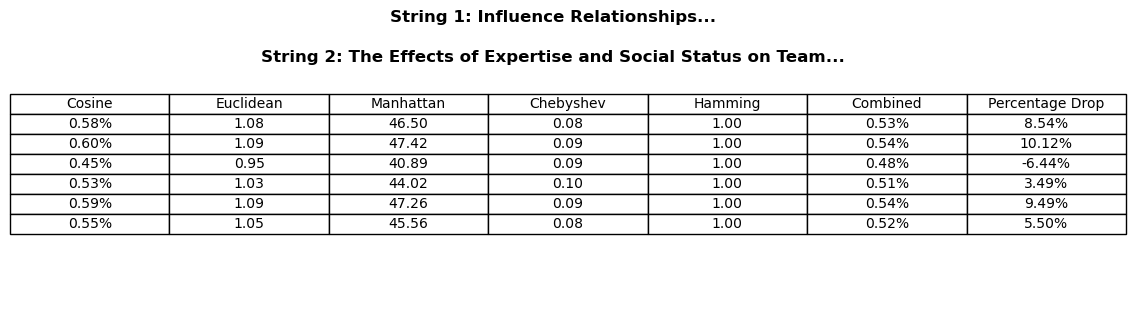 String 1: Influence Relationships...
String 2: The Effects of Expertise and Social Status on Team...
Cosine Euclidean Manhattan Chebyshev Hamming Combined Percentage Drop
0.58% 1.08 46.50 0.08 1.00 0.53% 8.54%
0.60% 1.09 47.42 0.09 1.00 0.54% 10.12%
0.45% 0.95 40.89 0.09 1.00 0.48% -6.44%
0.53% 1.03 44.02 0.10 1.00 0.51% 3.49%
0.59% 1.09 47.26 0.09 1.00 0.54% 9.49%
0.55% 1.05 45.56 0.08 1.00 0.52% 5.50%